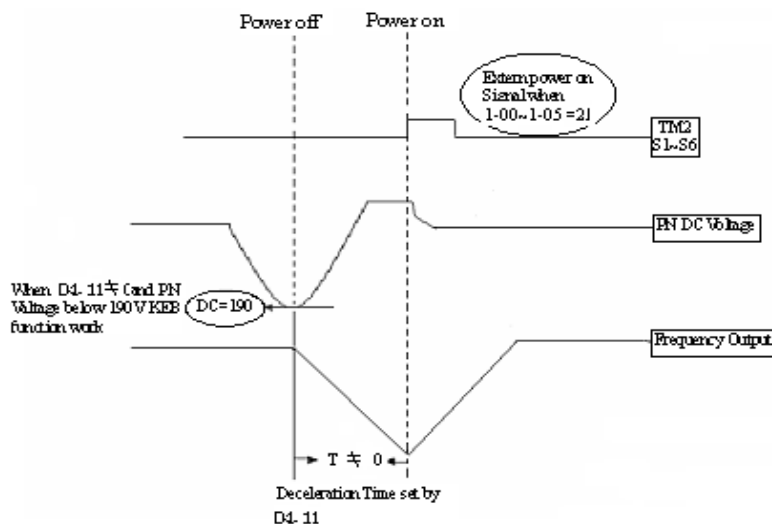 Power off
Power on
Extern power on
Signal when
1-00~1-05 =21
TM2
S1~S6
PN DC Voltage
When D4-11≒0 and PN
Voltage below 190V KEB
function work
DC=190
Frequency Output
T ≒ 0
Deceleration Time set by
D4-11